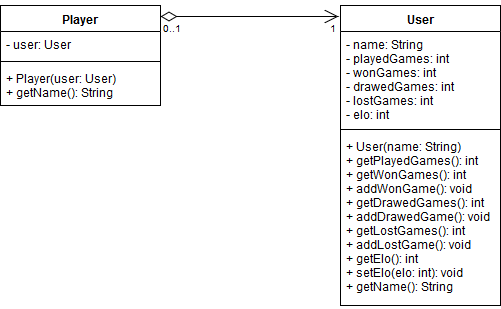 Player
- user: User
+ Player(user: User)
+ getName(): String
0..1
1
User
- name: String
- playedGames: int
- wonGames: int
- drawedGames: int
- lostGames: int
- elo: int
+ User(name: String)
+ getPlayedGames(): int
+ getWonGames(): int
+ addWonGame(): void
+ getDrawedGames(): int
+ addDrawedGame(): void
+ getLostGames(): int
+ addLostGame(): void
+ getElo(): int
+ setElo(elo: int): void
+ getName(): String